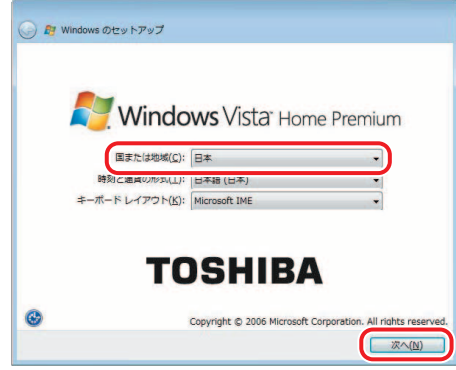 Windows のセットアップ
Windows Vista™ Home Premium
国または地域(C): 日本
時刻と通貨の形式(T): 日本語 (日本)
キーボード レイアウト(K): Microsoft IME
TOSHIBA
Copyright © 2006 Microsoft Corporation. All rights reserved.
次へ(N)